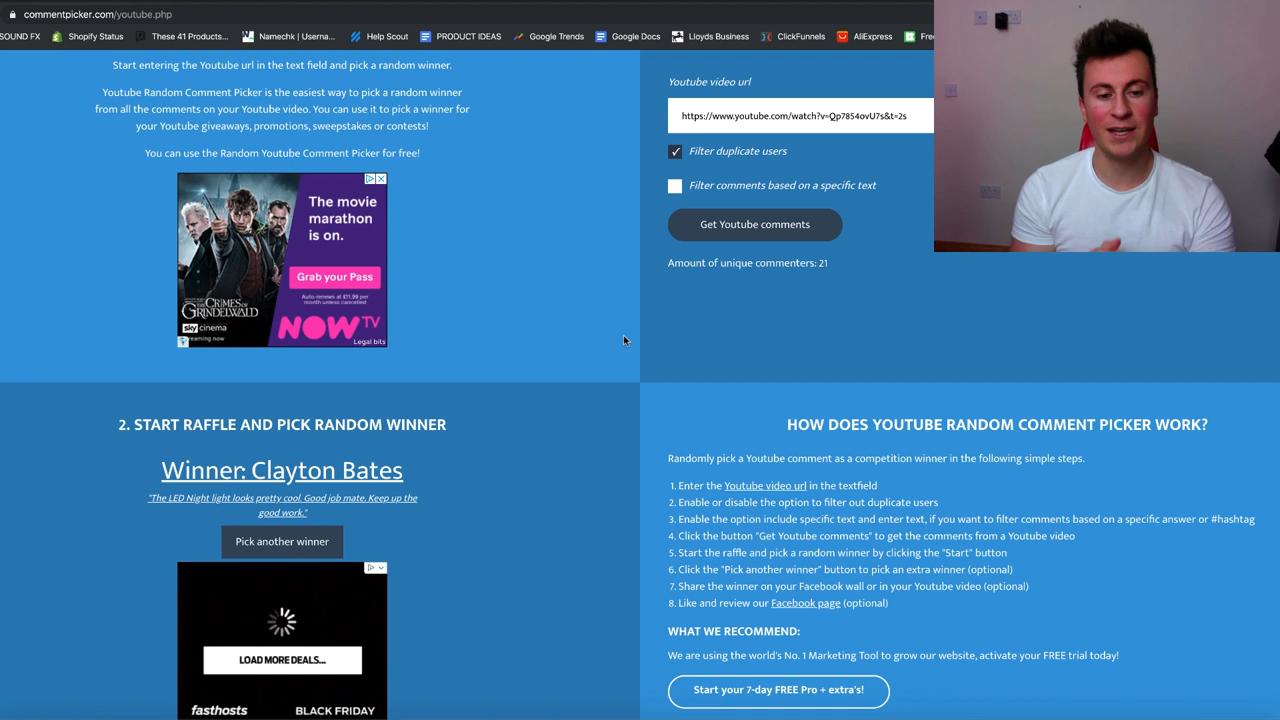 commentpicker.com/youtube.php
SOUND FX
Shopify Status
These 41 Products...
Namechk | Userna...
Help Scout
PRODUCT IDEAS
Google Trends
Google Docs
Lloyds Business
ClickFunnels
AliExpress
Start entering the Youtube url in the text field and pick a random winner.
Youtube Random Comment Picker is the easiest way to pick a random winner
from all the comments on your Youtube video. You can use it to pick a winner for
your Youtube giveaways, promotions, sweepstakes or contests!
You can use the Random Youtube Comment Picker for free!
The movie
marathon
is on.
Grab your Pass
Auto-renews at £11.99 per
month unless cancelled
THE CRIMES OF
GRINDELWALD
sky cinema
NOW TV
Legal bits
Youtube video url
https://www.youtube.com/watch?v=Qp7854ovU7s&t=2s
Filter duplicate users
Filter comments based on a specific text
Get Youtube comments
Amount of unique commenters: 21
2. START RAFFLE AND PICK RANDOM WINNER
Winner: Clayton Bates
"The LED Night light looks pretty cool. Good job mate. Keep up the
good work."
Pick another winner
LOAD MORE DEALS...
fasthosts
BLACK FRIDAY
HOW DOES YOUTUBE RANDOM COMMENT PICKER WORK?
Randomly pick a Youtube comment as a competition winner in the following simple steps.
1. Enter the Youtube video url in the textfield
2. Enable or disable the option to filter out duplicate users
3. Enable the option include specific text and enter text, if you want to filter comments based on a specific answer or #hashtag
4. Click the button "Get Youtube comments" to get the comments from a Youtube video
5. Start the raffle and pick a random winner by clicking the "Start" button
6. Click the "Pick another winner" button to pick an extra winner (optional)
7. Share the winner on your Facebook wall or in your Youtube video (optional)
8. Like and review our Facebook page (optional)
WHAT WE RECOMMEND:
We are using the world's No. 1 Marketing Tool to grow our website, activate your FREE trial today!
Start your 7-day FREE Pro + extra's!